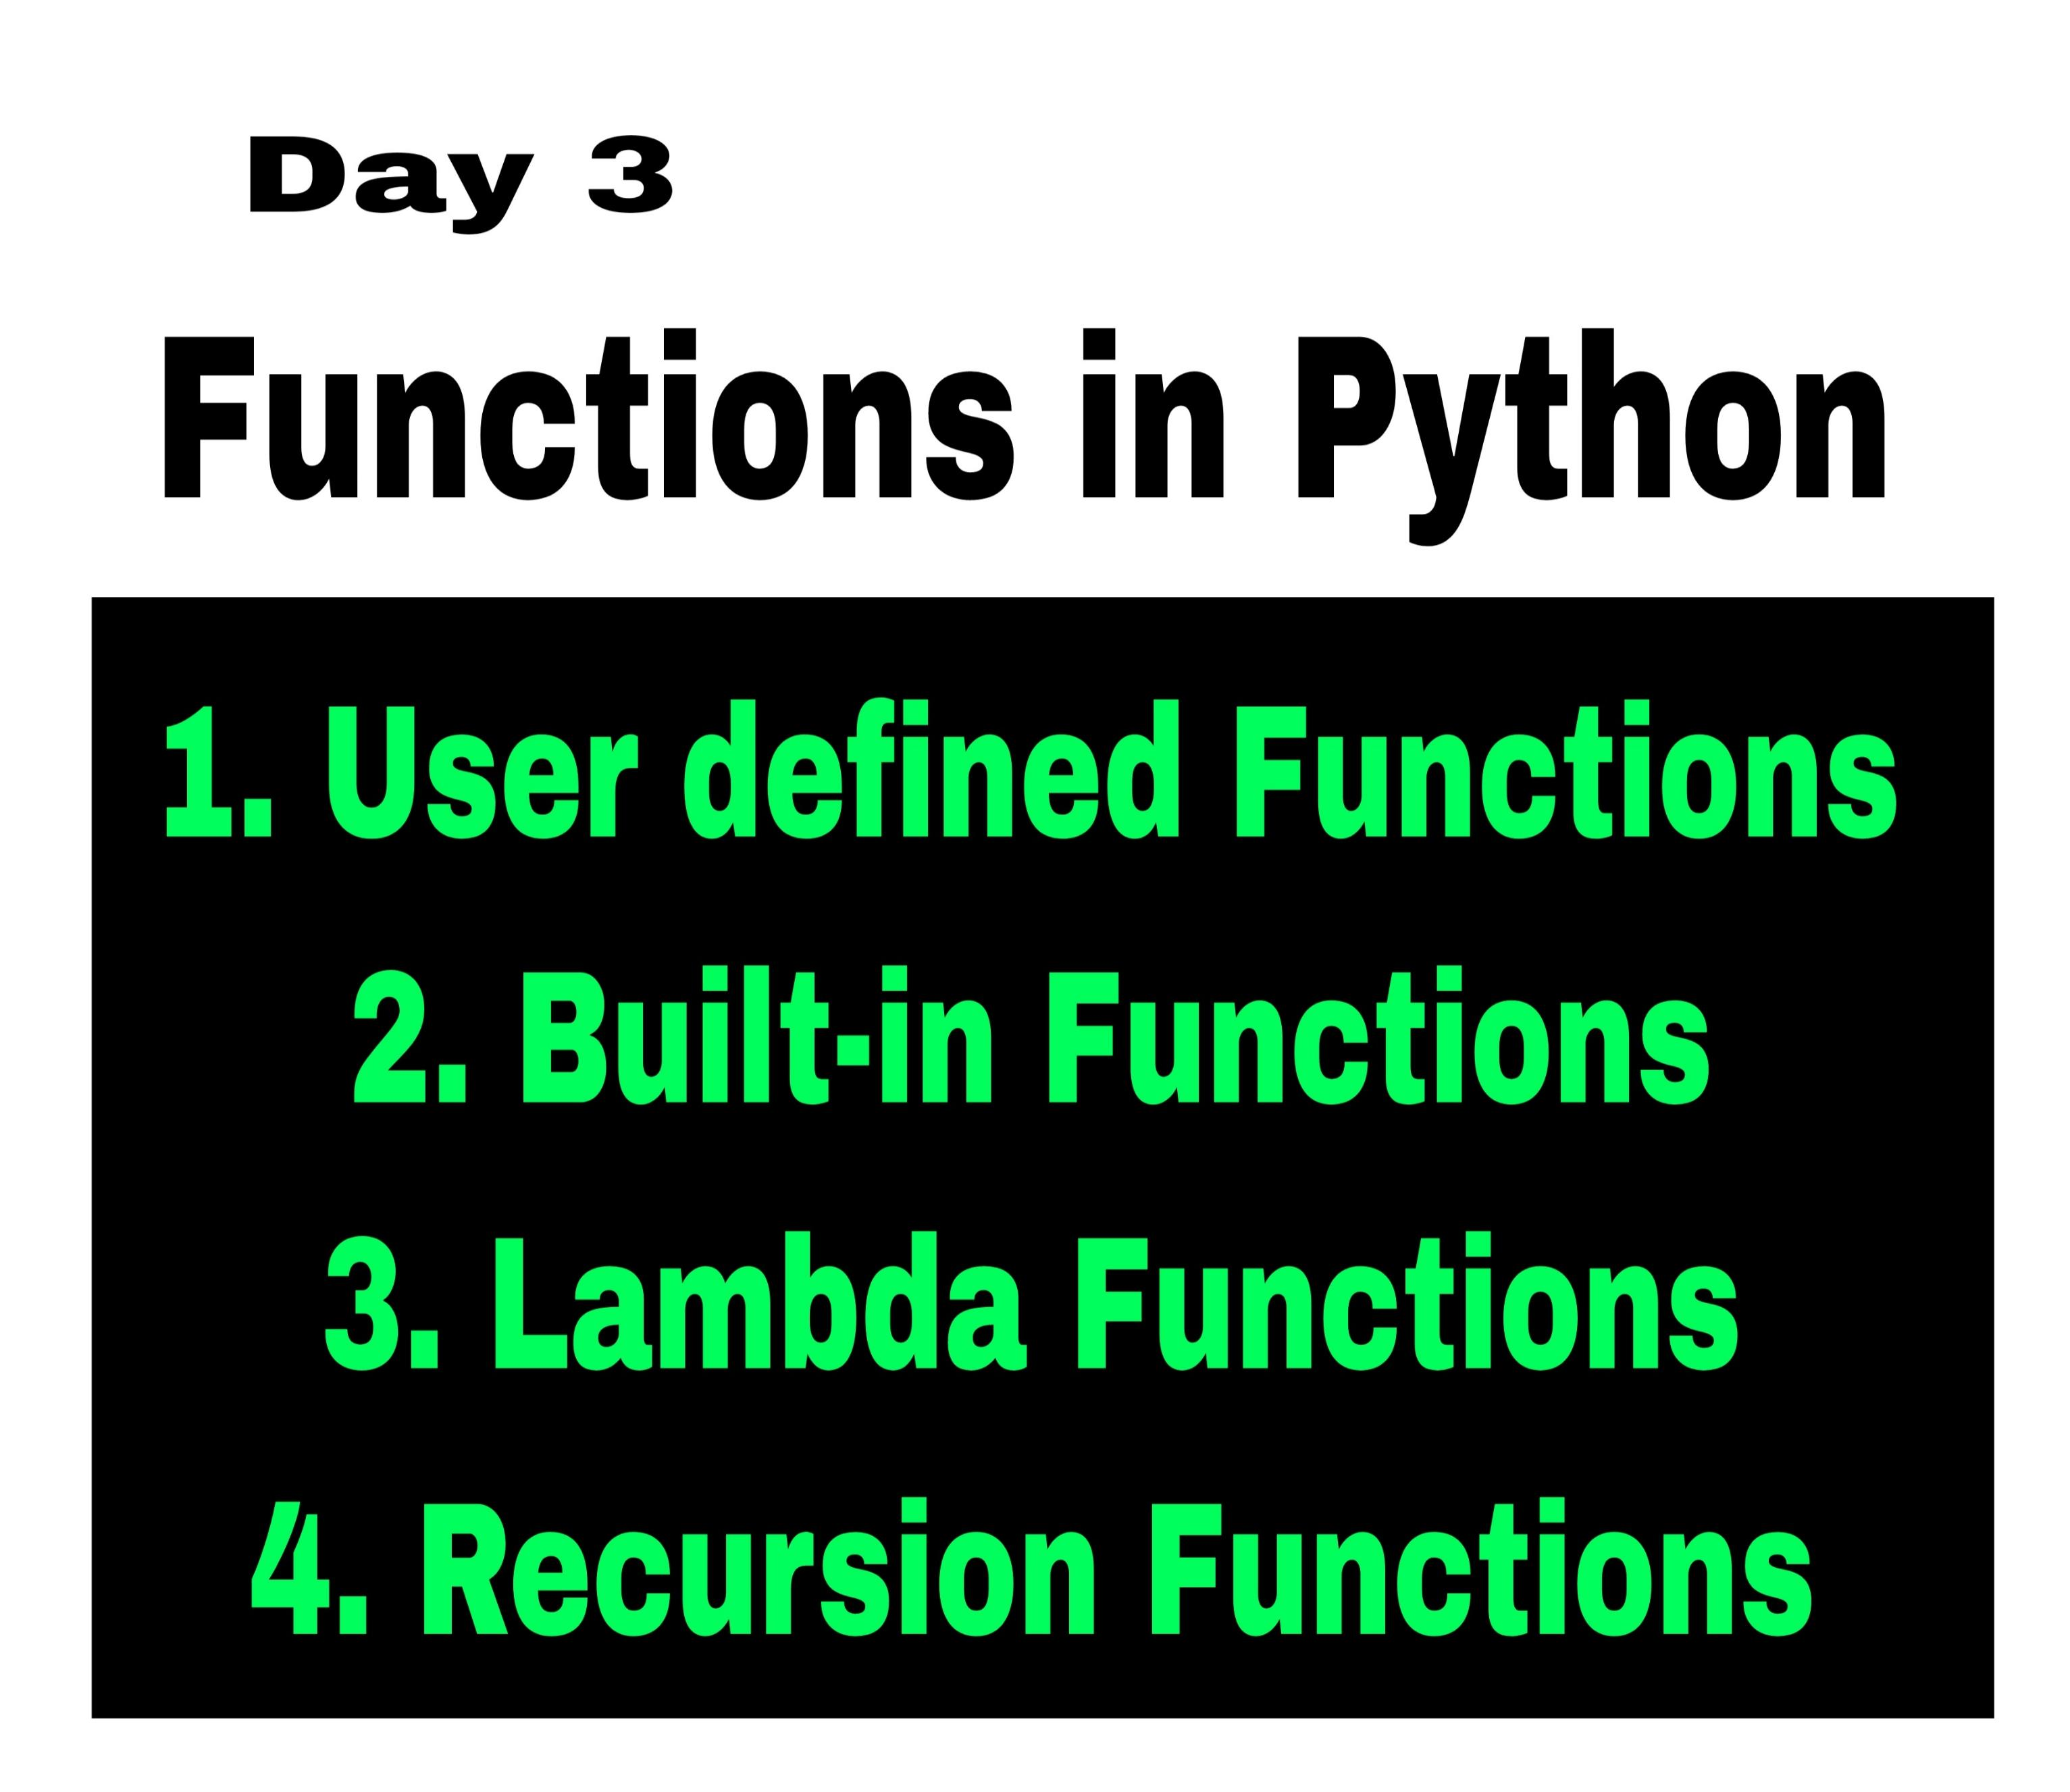 Day 3
Functions in Python
1. User defined Functions
2. Built-in Functions
3. Lambda Functions
4. Recursion Functions